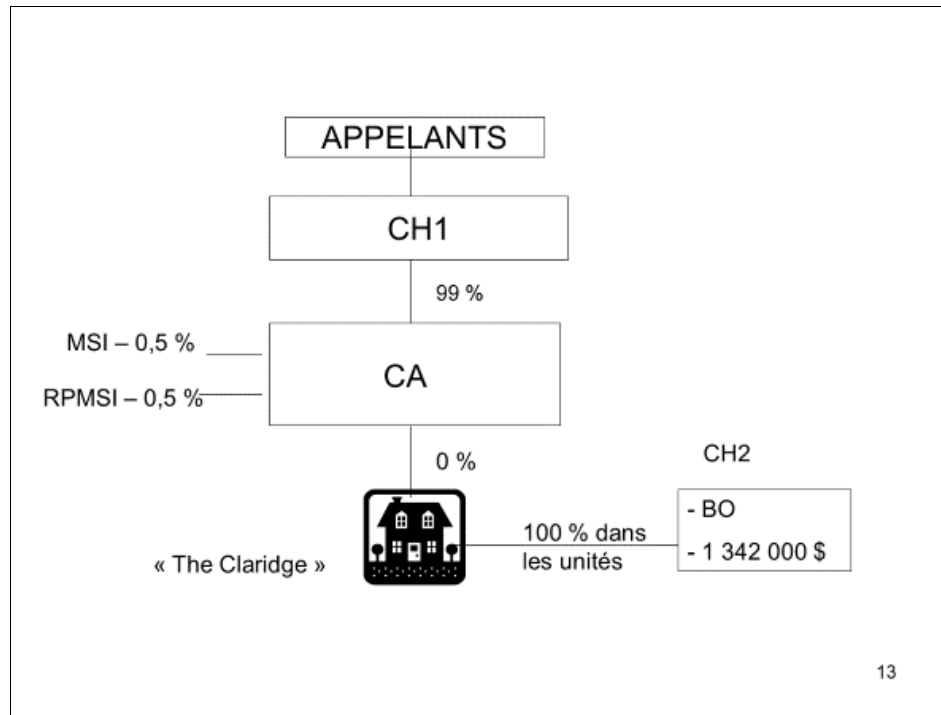 APPELANTS
CH1
99 %
MSI – 0,5 %
RPMSI – 0,5 %
CA
0 %
CH2
- BO
- 1 342 000 $
100 % dans
les unités
« The Claridge »
13